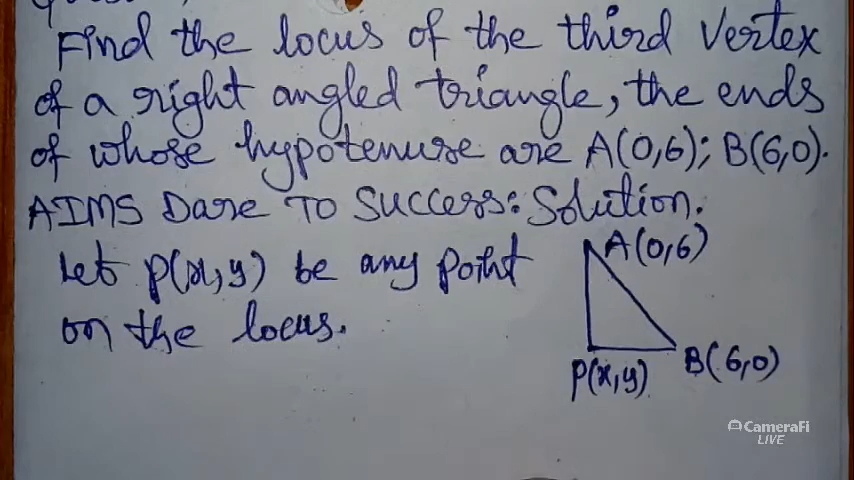 Find the locus of the third vertex
of a right angled triangle, the ends
of whose hypotenuse are A(0,6); B(6,0).
AIMS Dare To Success: Solution.
Let P(x,y) be any point
on the locus.
A(0,6)
P(x,y)
B(6,0)
CameraFi
LIVE